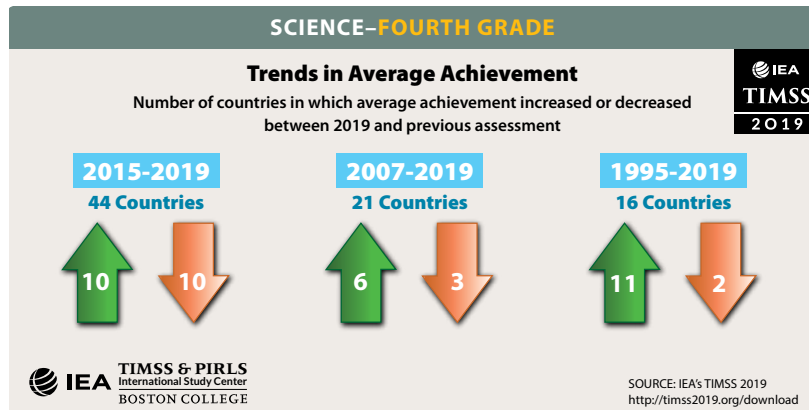 SCIENCE–FOURTH GRADE
Trends in Average Achievement
Number of countries in which average achievement increased or decreased
between 2019 and previous assessment
IEA
TIMSS
2019
2015-2019
44 Countries
10
10
2007-2019
21 Countries
6
3
1995-2019
16 Countries
11
2
IEA
TIMSS & PIRLS
International Study Center
BOSTON COLLEGE
SOURCE: IEA's TIMSS 2019
http://timss2019.org/download